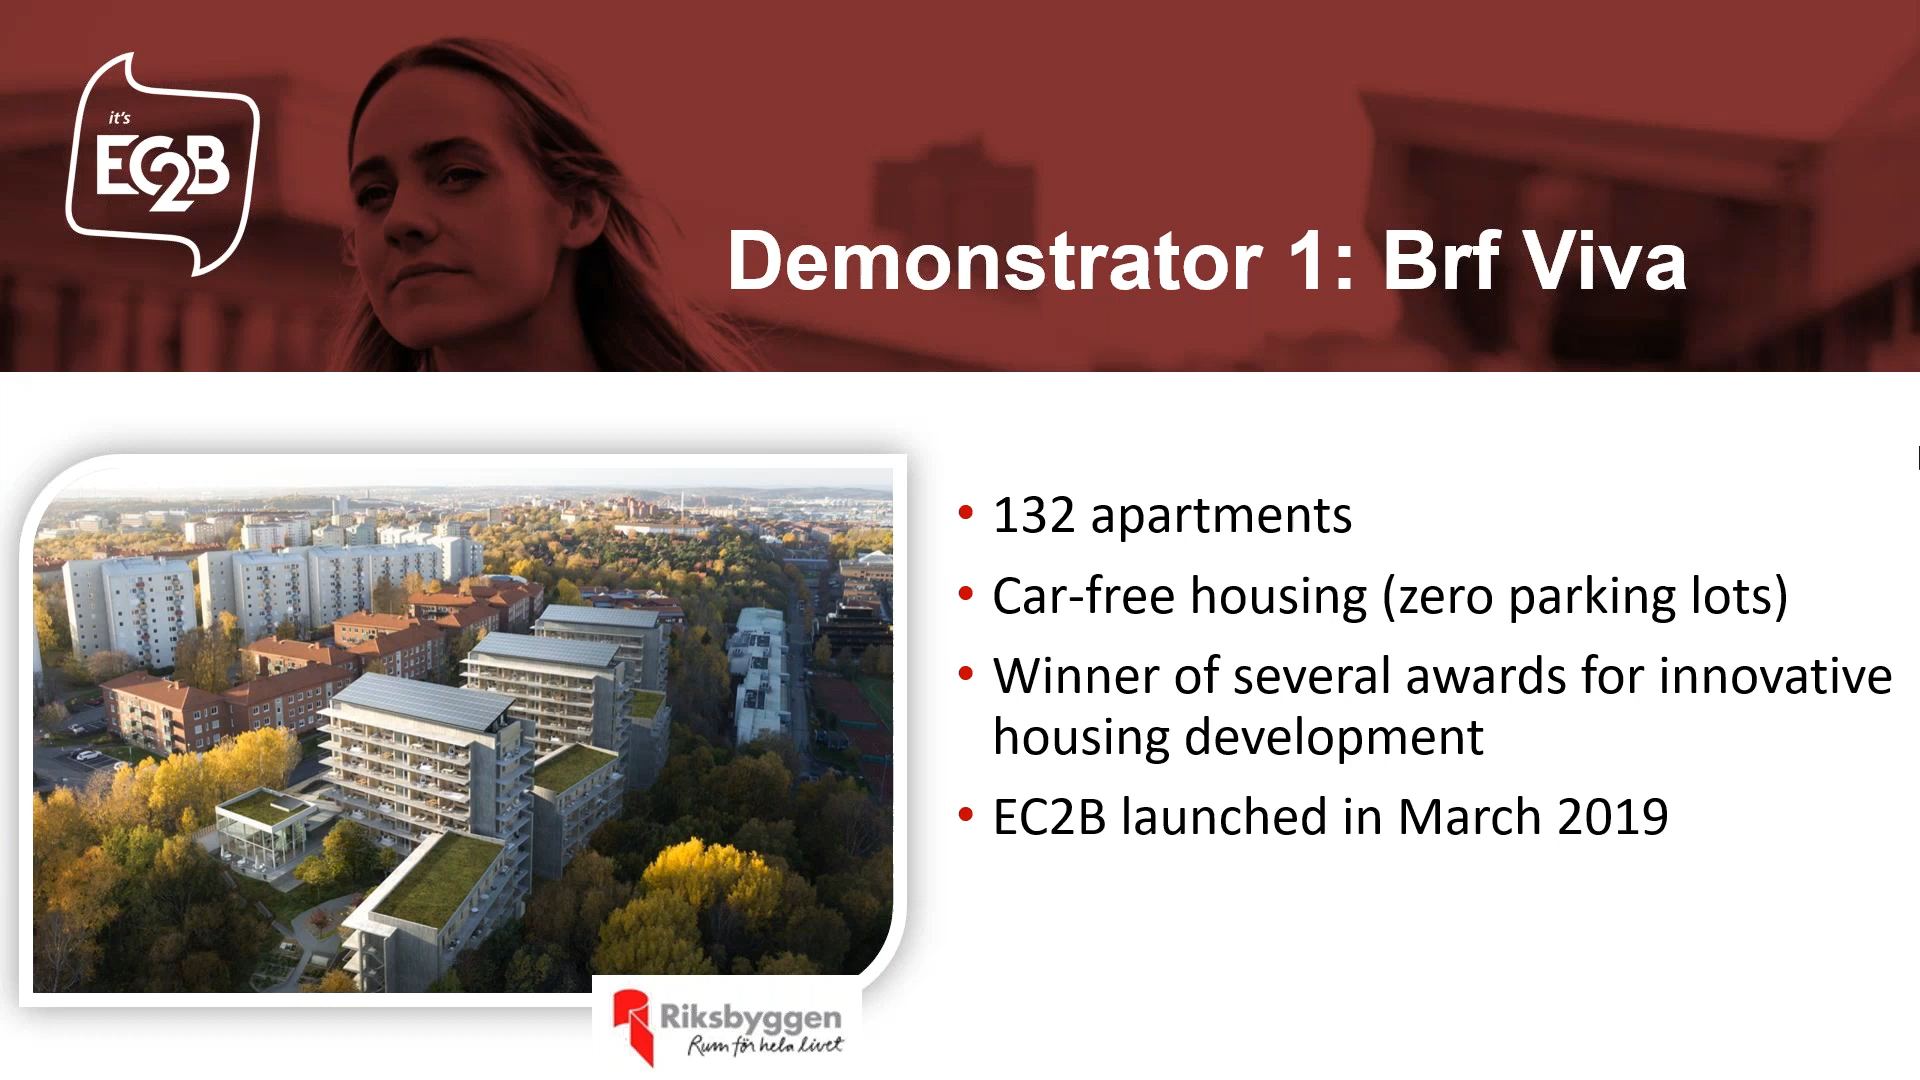 it's
EC2B
Demonstrator 1: Brf Viva
• 132 apartments
• Car-free housing (zero parking lots)
• Winner of several awards for innovative
housing development
• EC2B launched in March 2019
Riksbyggen
Rum för hela livet